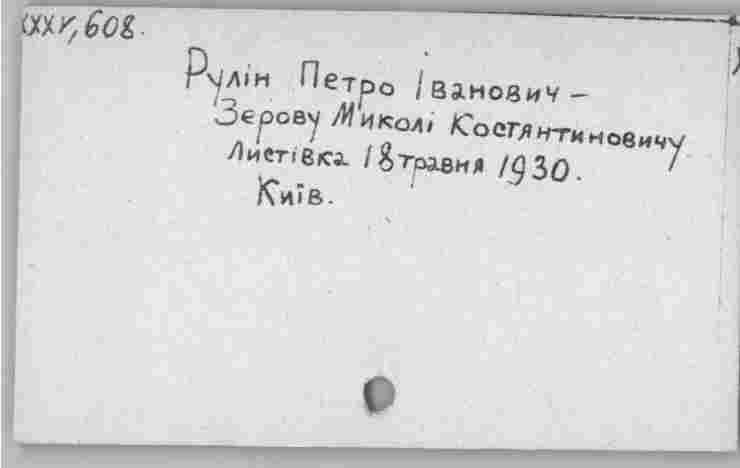 XXXV, 608.
Рулін Петро Іванович –
Зерову Миколі Костянтиновичу
Листівка 18 травня 1930.
Київ.